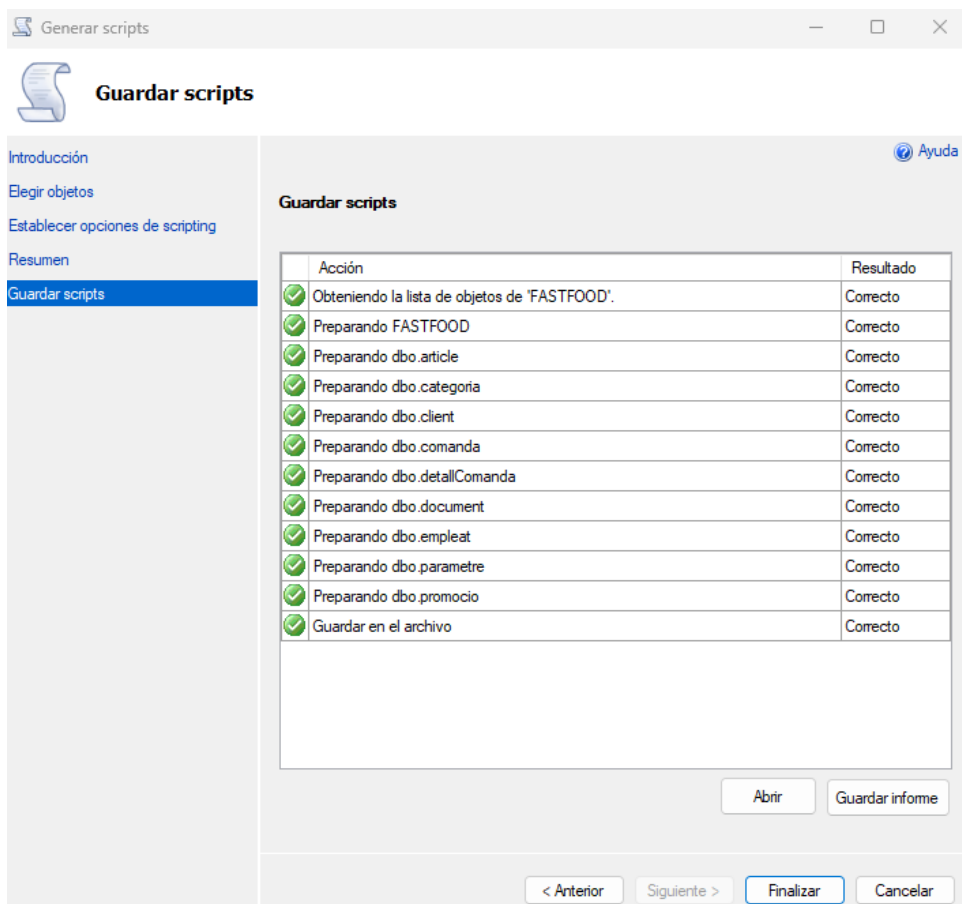 Generar scripts
Guardar scripts
Ayuda
Introducción
Elegir objetos
Establecer opciones de scripting
Resumen
Guardar scripts
Guardar scripts
Acción Resultado
Obteniendo la lista de objetos de 'FASTFOOD'. Correcto
Preparando FASTFOOD Correcto
Preparando dbo.article Correcto
Preparando dbo.categoria Correcto
Preparando dbo.client Correcto
Preparando dbo.comanda Correcto
Preparando dbo.detallComanda Correcto
Preparando dbo.document Correcto
Preparando dbo.empleat Correcto
Preparando dbo.parametre Correcto
Preparando dbo.promocio Correcto
Guardar en el archivo Correcto
Abrir Guardar informe
< Anterior Siguiente > Finalizar Cancelar